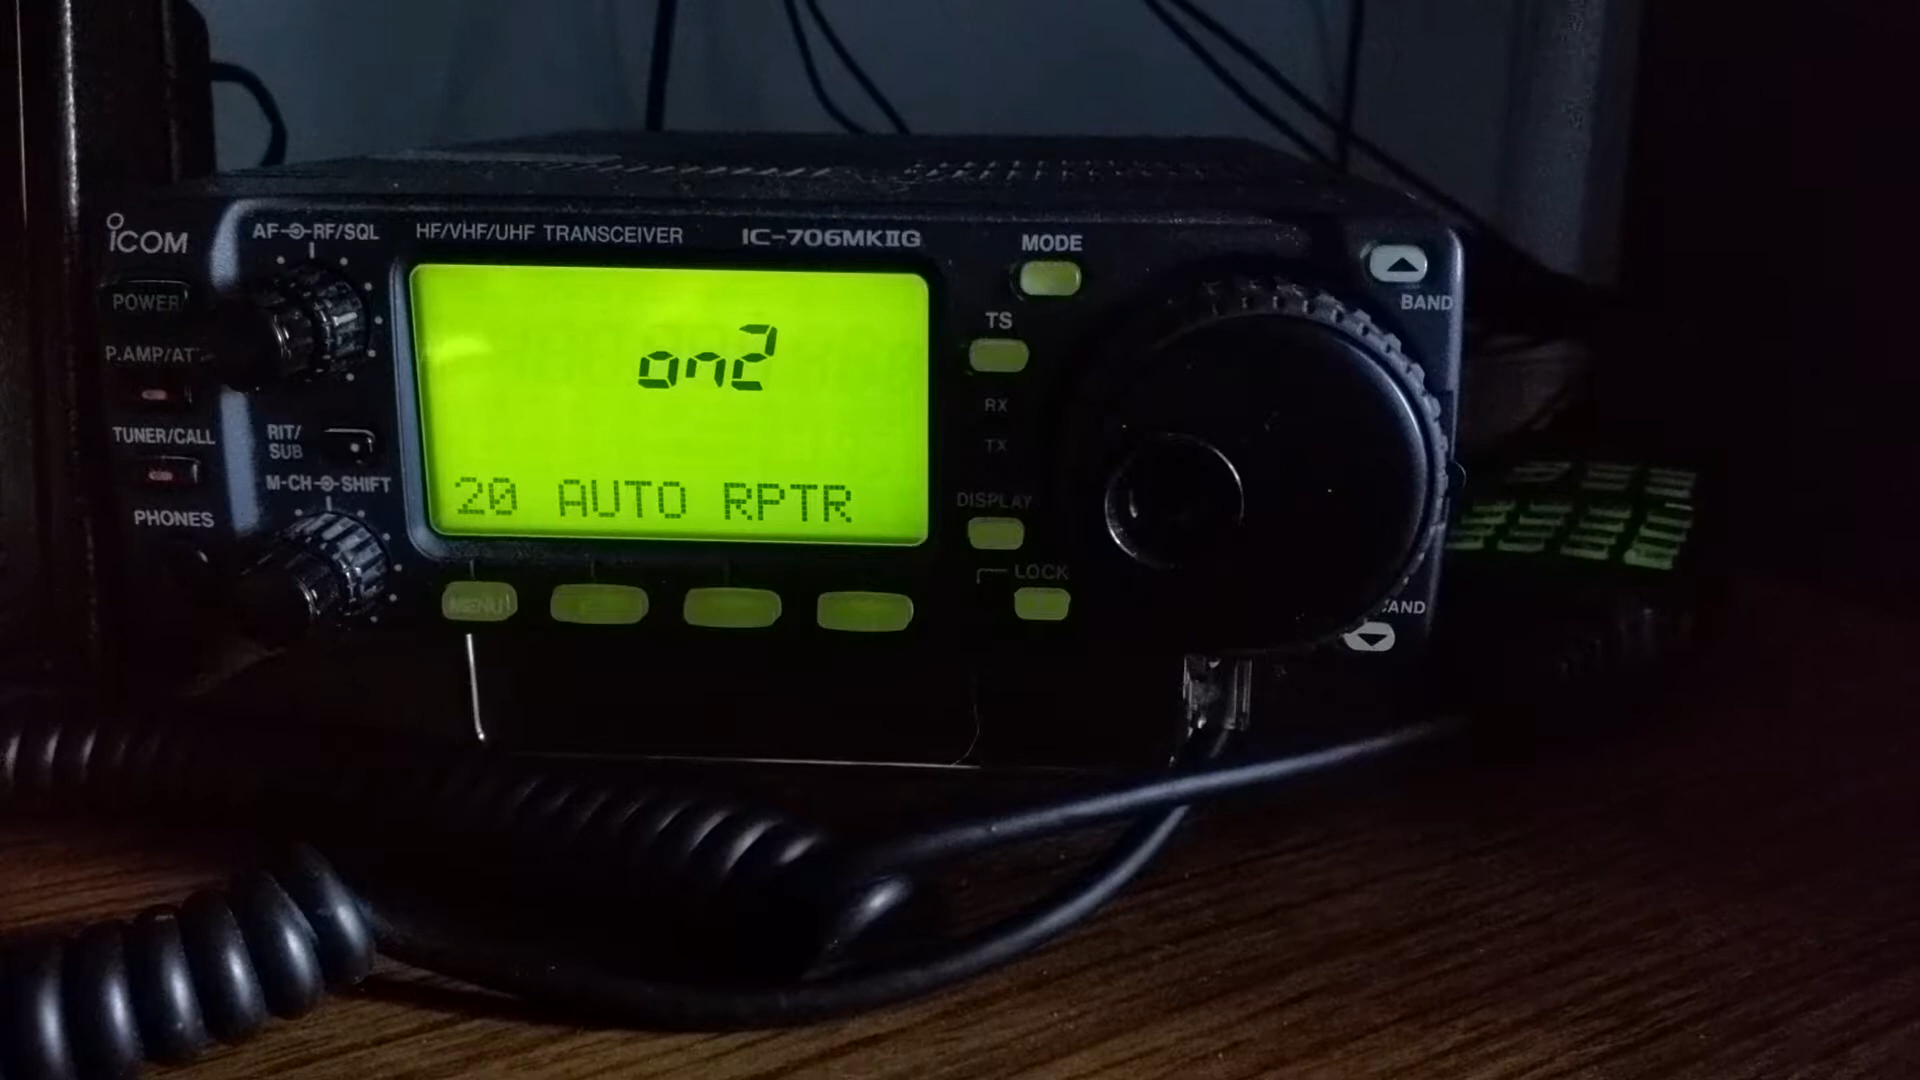 ICOM
AF RF/SQL
HF/VHF/UHF TRANSCEIVER
IC-706MKIIG
MODE
BAND
POWER
TS
on2
P.AMP/ATT
RX
TUNER/CALL
RIT/
SUB
TX
M-CH SHIFT
20 AUTO RPTR
DISPLAY
PHONES
LOCK
MENU